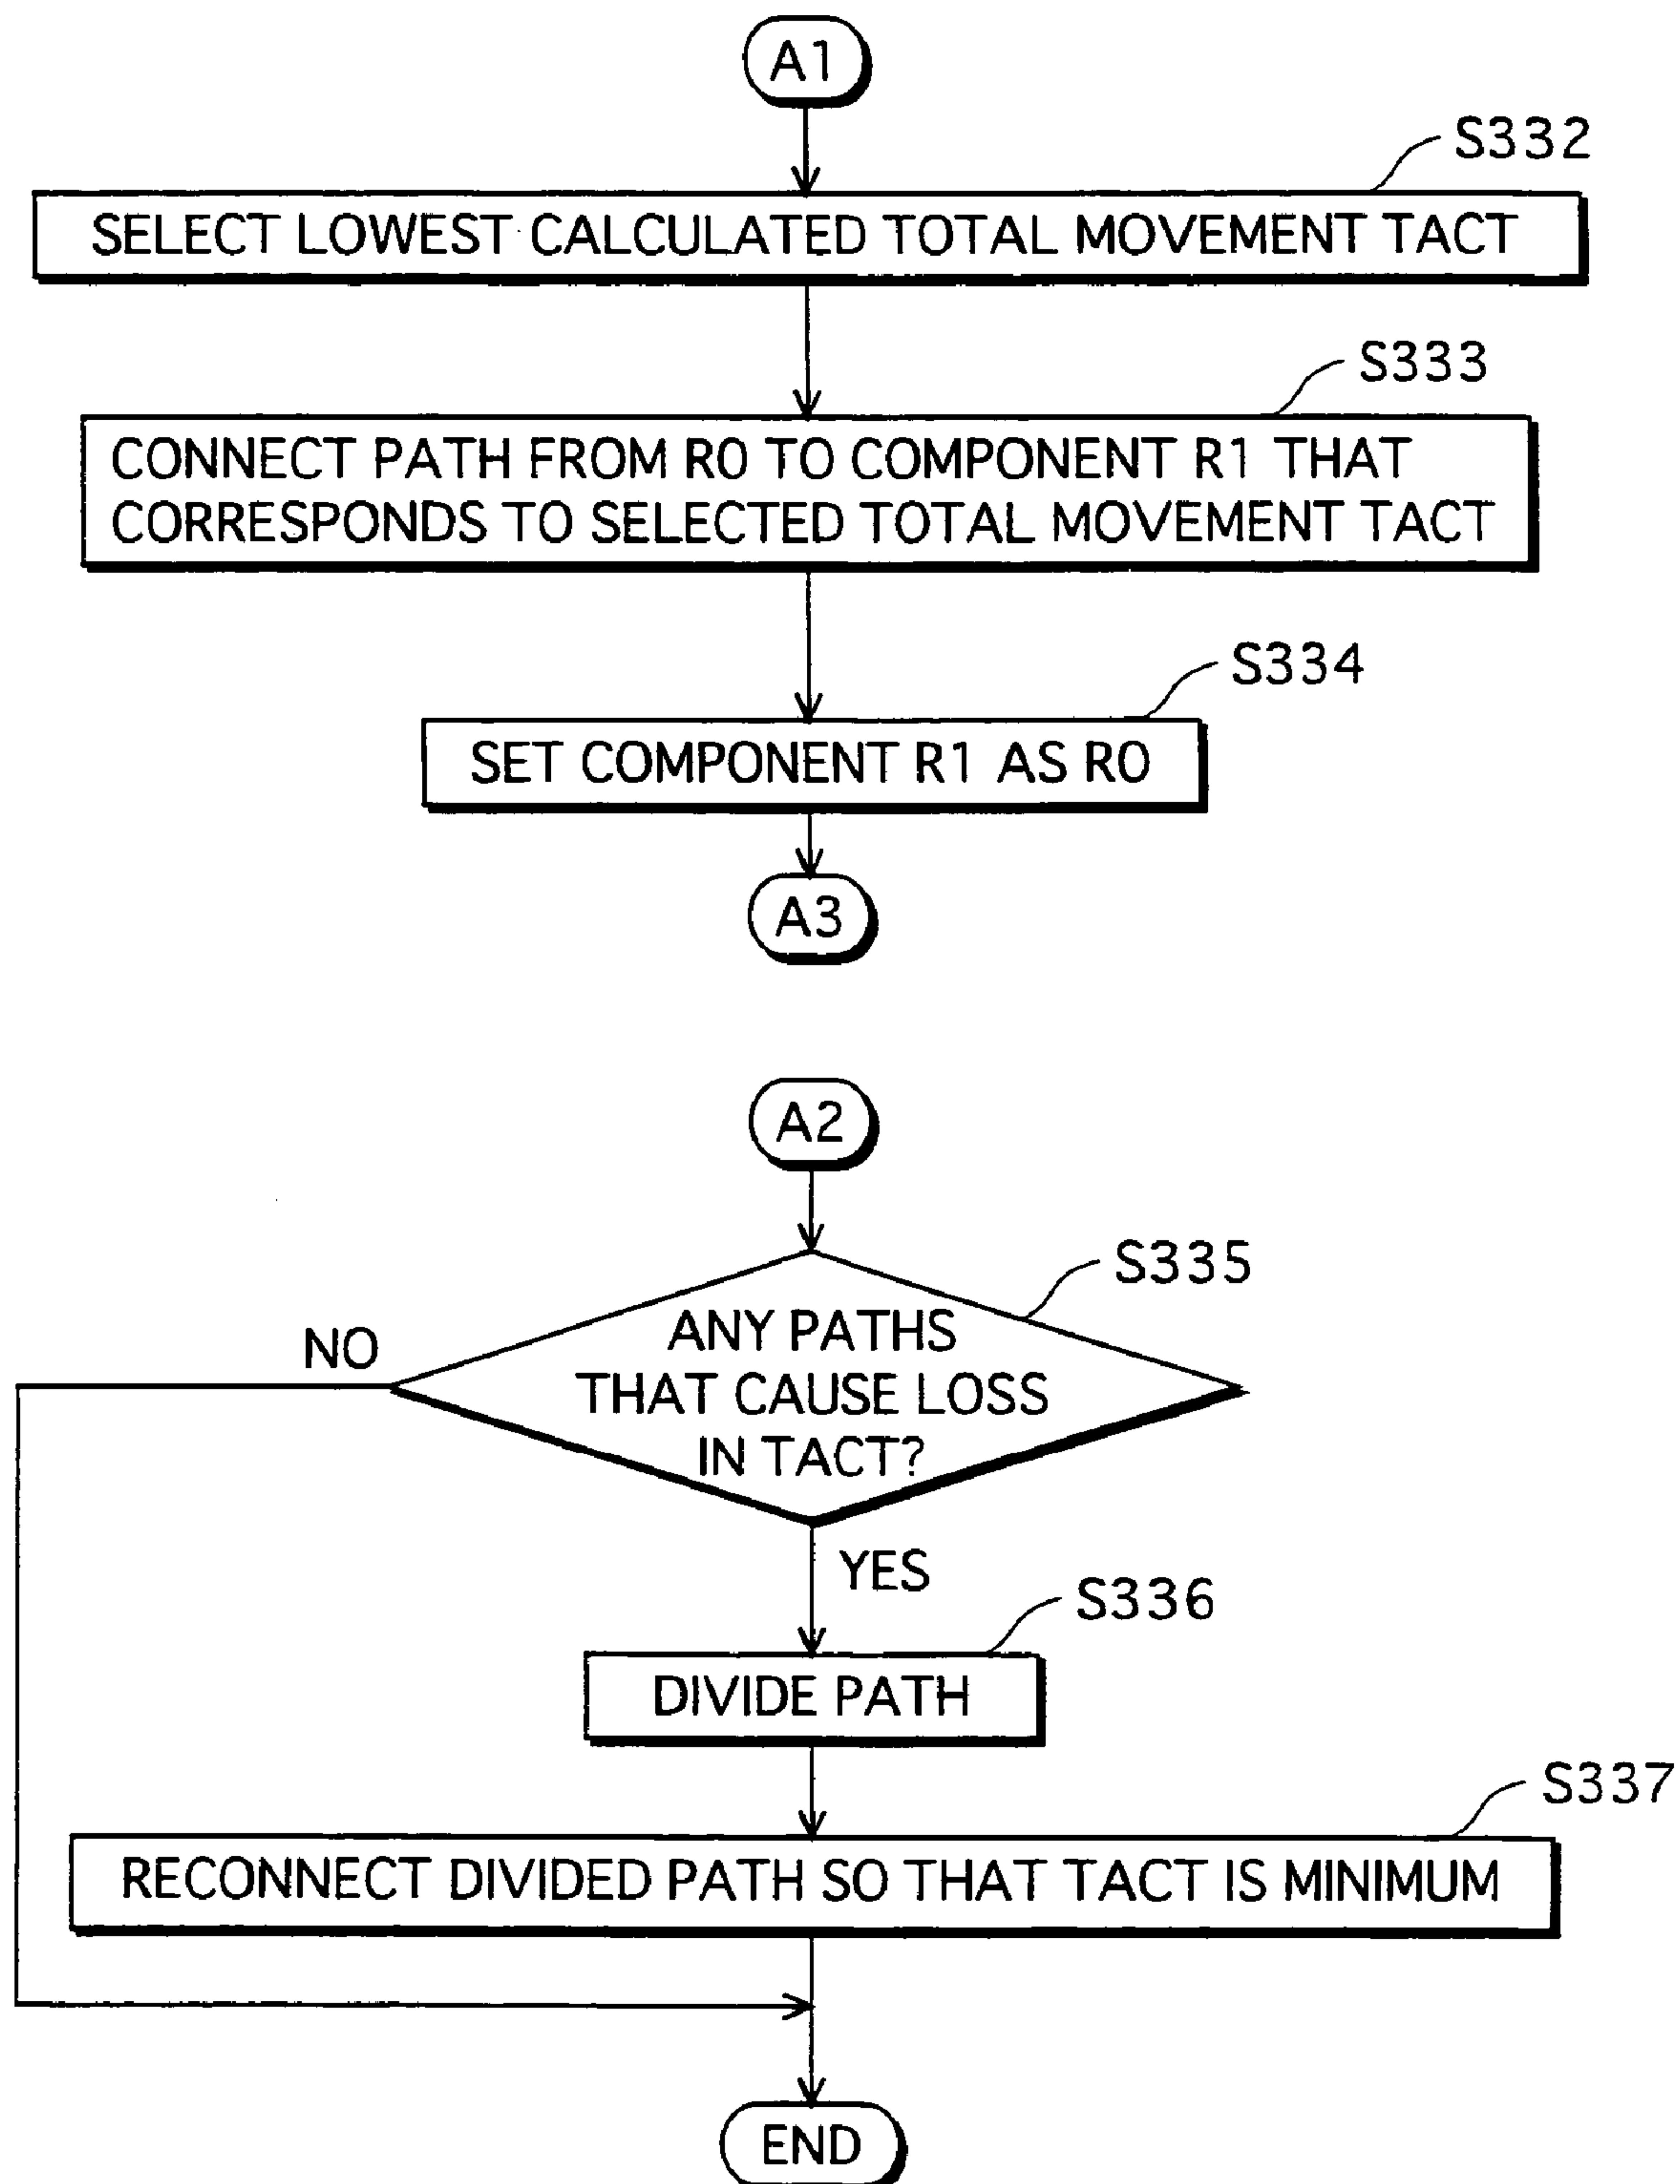 A1
S332
SELECT LOWEST CALCULATED TOTAL MOVEMENT TACT
S333
CONNECT PATH FROM R0 TO COMPONENT R1 THAT
CORRESPONDS TO SELECTED TOTAL MOVEMENT TACT
S334
SET COMPONENT R1 AS R0
A3
A2
S335
ANY PATHS
THAT CAUSE LOSS
IN TACT?
NO
YES
S336
DIVIDE PATH
S337
RECONNECT DIVIDED PATH SO THAT TACT IS MINIMUM
END